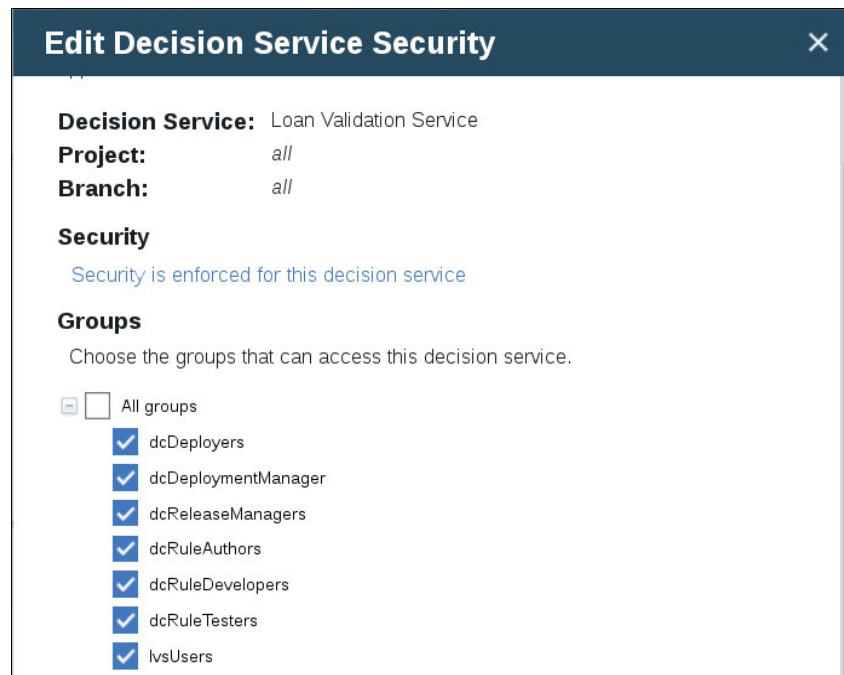 Edit Decision Service Security
Decision Service: Loan Validation Service
Project: all
Branch: all
Security
Security is enforced for this decision service
Groups
Choose the groups that can access this decision service.
All groups
dcDeployers
dcDeploymentManager
dcReleaseManagers
dcRuleAuthors
dcRuleDevelopers
dcRuleTesters
lvsUsers